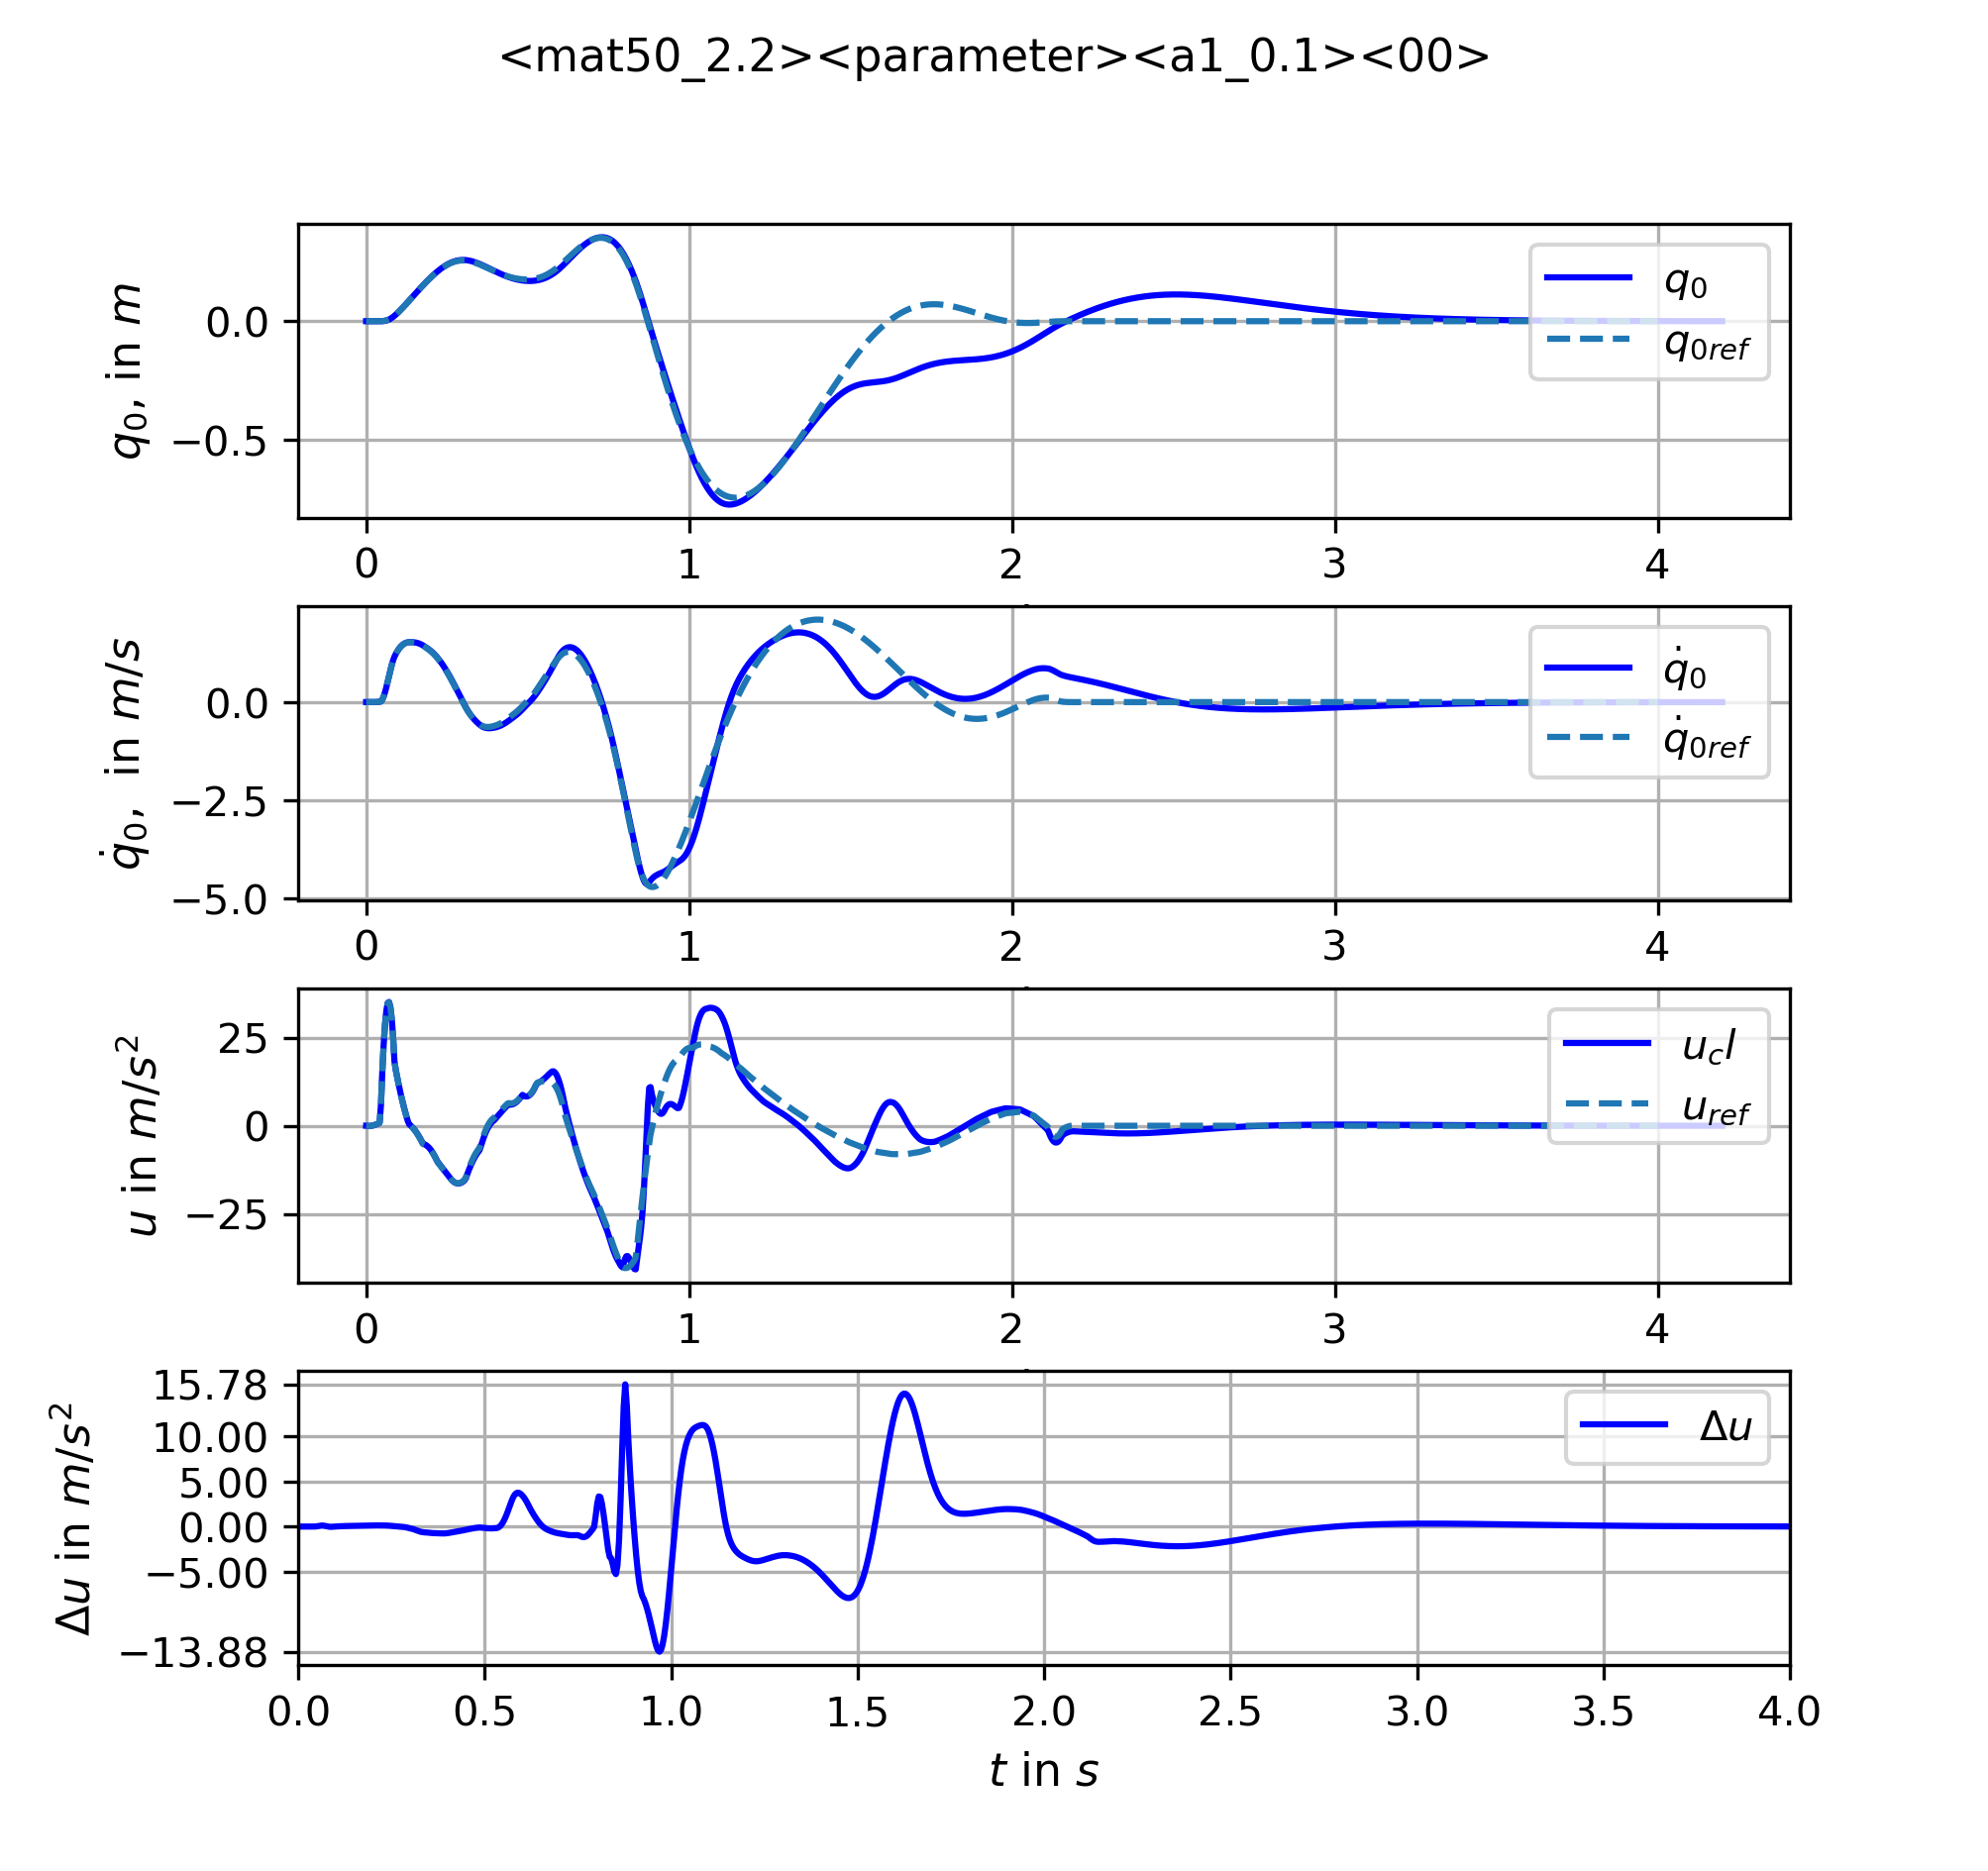 <mat50_2.2><parameter><a1_0.1><00>
q₀, in m
0.0
−0.5
q₀
q₀ref
0 1 2 3 4
q̇₀, in m/s
0.0
−2.5
−5.0
q̇₀
q̇₀ref
0 1 2 3 4
u in m/s²
25
0
−25
u_c l
u_ref
0 1 2 3 4
Δu in m/s²
15.78
10.00
5.00
0.00
−5.00
−13.88
Δu
0.0 0.5 1.0 1.5 2.0 2.5 3.0 3.5 4.0
t in s